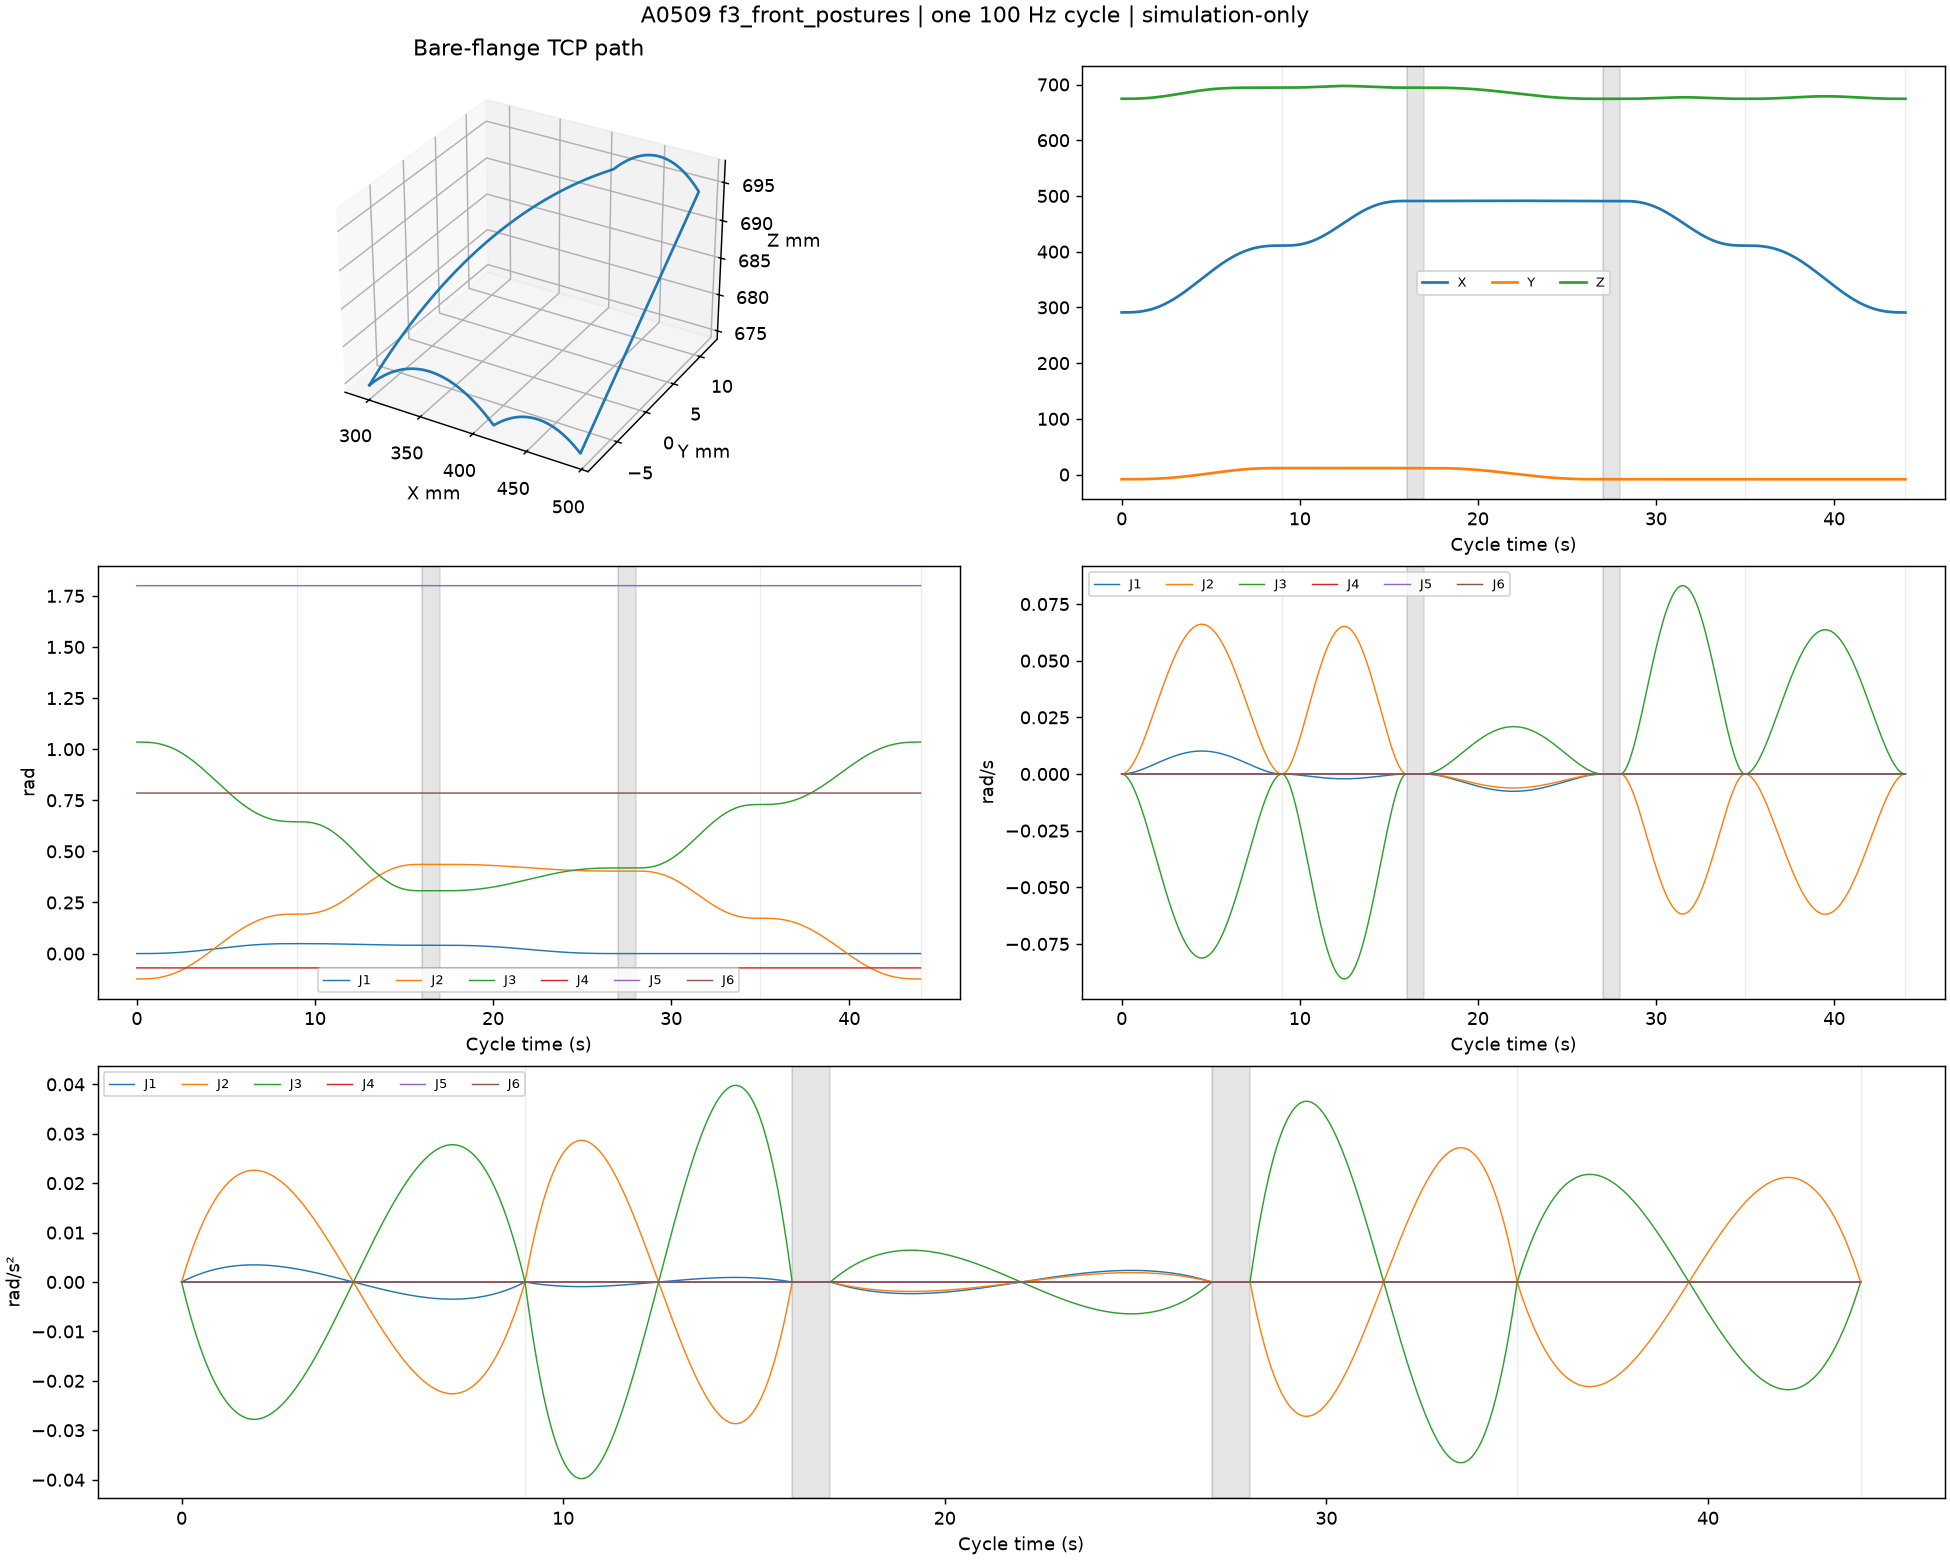 A0509 f3_front_postures | one 100 Hz cycle | simulation-only
Bare-flange TCP path
695
690
685
680
675
Z mm
10
5
0
−5
Y mm
300
350
400
450
500
X mm
700
600
500
400
300
200
100
0
X Y Z
0 10 20 30 40
Cycle time (s)
1.75
1.50
1.25
1.00
0.75
0.50
0.25
0.00
rad
J1 J2 J3 J4 J5 J6
0 10 20 30 40
Cycle time (s)
J1 J2 J3 J4 J5 J6
0.075
0.050
0.025
0.000
−0.025
−0.050
−0.075
rad/s
0 10 20 30 40
Cycle time (s)
J1 J2 J3 J4 J5 J6
0.04
0.03
0.02
0.01
0.00
−0.01
−0.02
−0.03
−0.04
rad/s²
0 10 20 30 40
Cycle time (s)